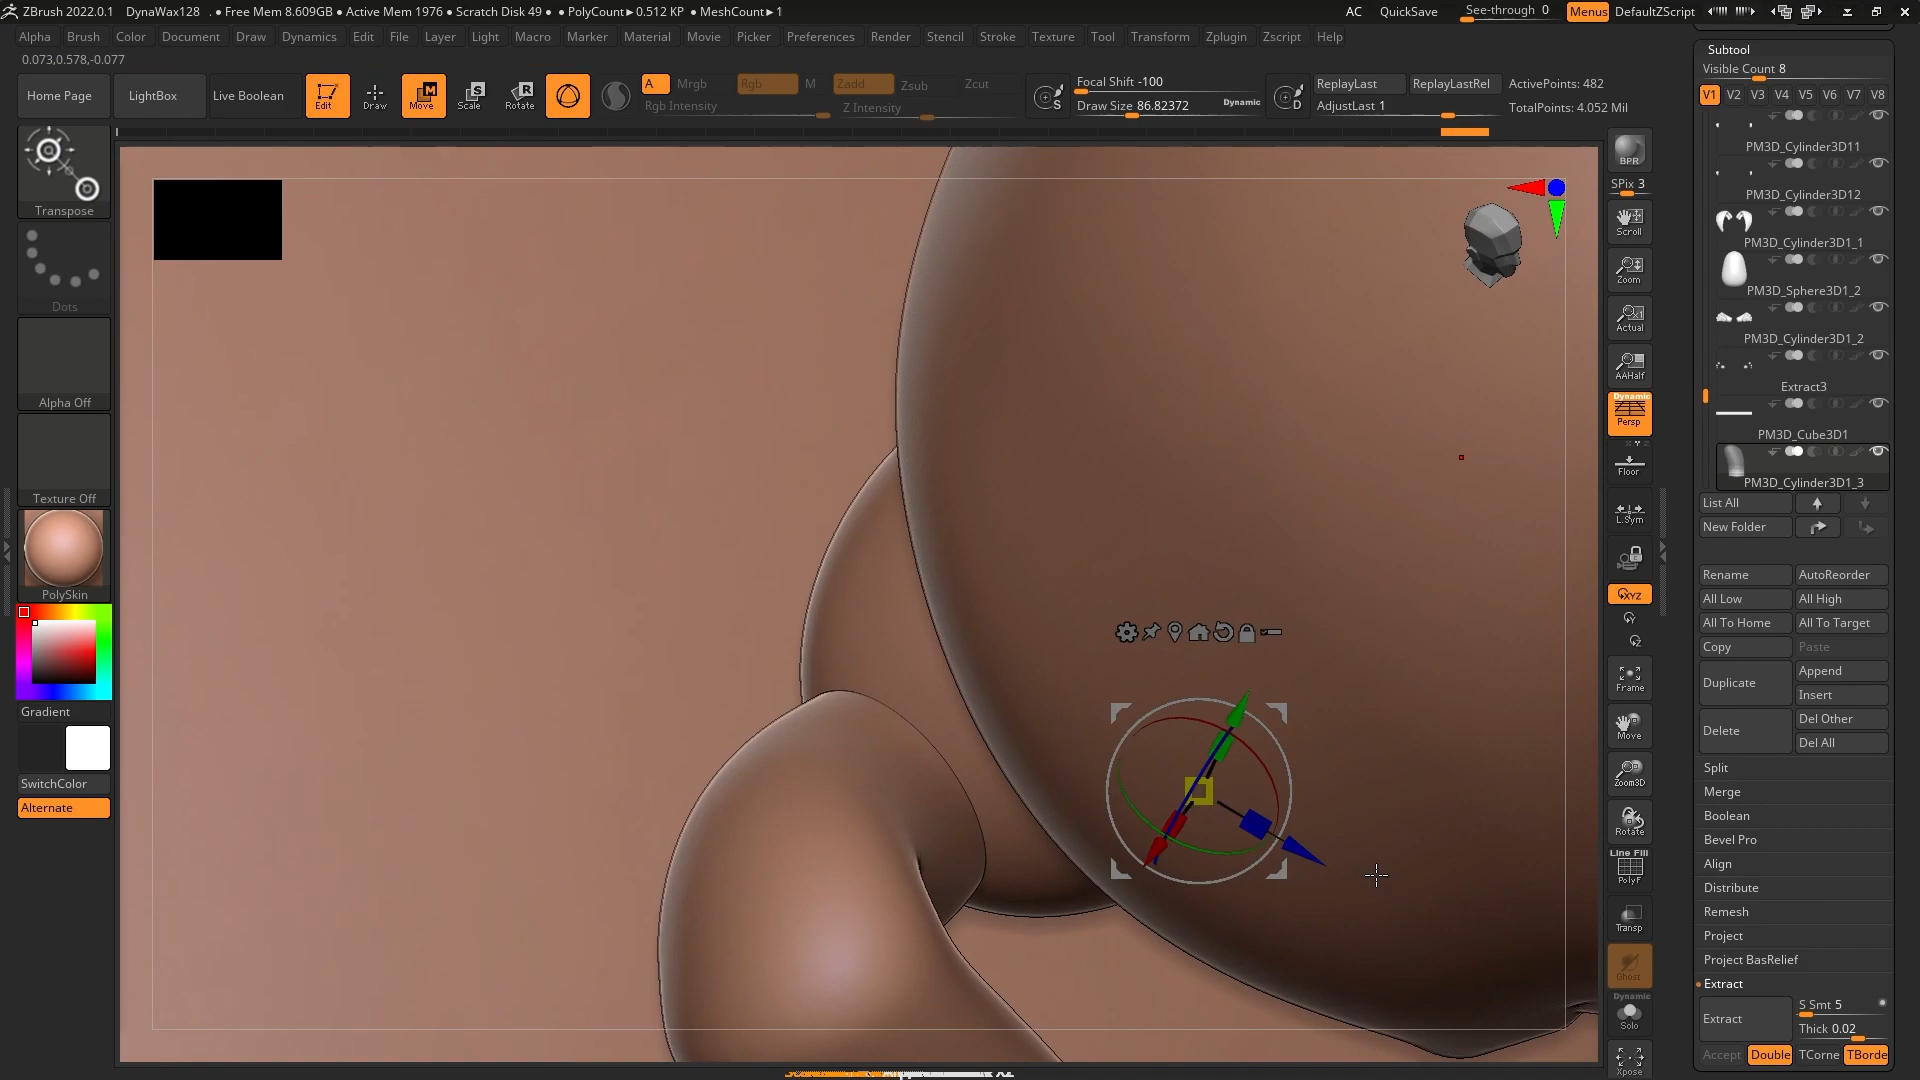 ZBrush 2022.0.1 DynaWax128 . ● Free Mem 8.609GB ● Active Mem 1976 ● Scratch Disk 49 ● ● PolyCount►0.512 KP ● MeshCount►1 AC QuickSave See-through 0 Menus DefaultZScript
Alpha Brush Color Document Draw Dynamics Edit File Layer Light Macro Marker Material Movie Picker Preferences Render Stencil Stroke Texture Tool Transform Zplugin Zscript Help
0.073,0.578,-0.077
Home Page LightBox Live Boolean Edit Draw Move Scale Rotate
A Mrgb Rgb M Zadd Zsub Zcut
Rgb Intensity Z Intensity
Focal Shift -100
Draw Size 86.82372 Dynamic
ReplayLast ReplayLastRel ActivePoints: 482
AdjustLast 1 TotalPoints: 4.052 Mil
Transpose
Dots
Alpha Off
Texture Off
PolySkin
Gradient
SwitchColor
Alternate
BPR
SPix 3
Scroll
Zoom
Actual
AAHalf
Dynamic
Persp
Floor
L.Sym
XYZ
Frame
Move
Zoom3D
Rotate
Line Fill
PolyF
Transp
Ghost
Dynamic
Solo
Xpose
Subtool
Visible Count 8
V1 V2 V3 V4 V5 V6 V7 V8
PM3D_Cylinder3D11
PM3D_Cylinder3D12
PM3D_Cylinder3D1_1
PM3D_Sphere3D1_2
PM3D_Cylinder3D1_2
Extract3
PM3D_Cube3D1
PM3D_Cylinder3D1_3
List All
New Folder
Rename AutoReorder
All Low All High
All To Home All To Target
Copy Paste
Duplicate Append
Insert
Delete Del Other
Del All
Split
Merge
Boolean
Bevel Pro
Align
Distribute
Remesh
Project
Project BasRelief
Extract
Extract S Smt 5
Thick 0.02
Accept Double TCorne TBorde